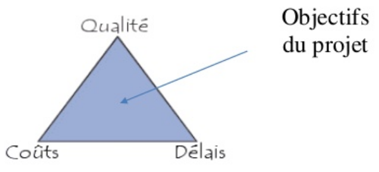 Qualité
Objectifs
du projet
Coûts
Délais